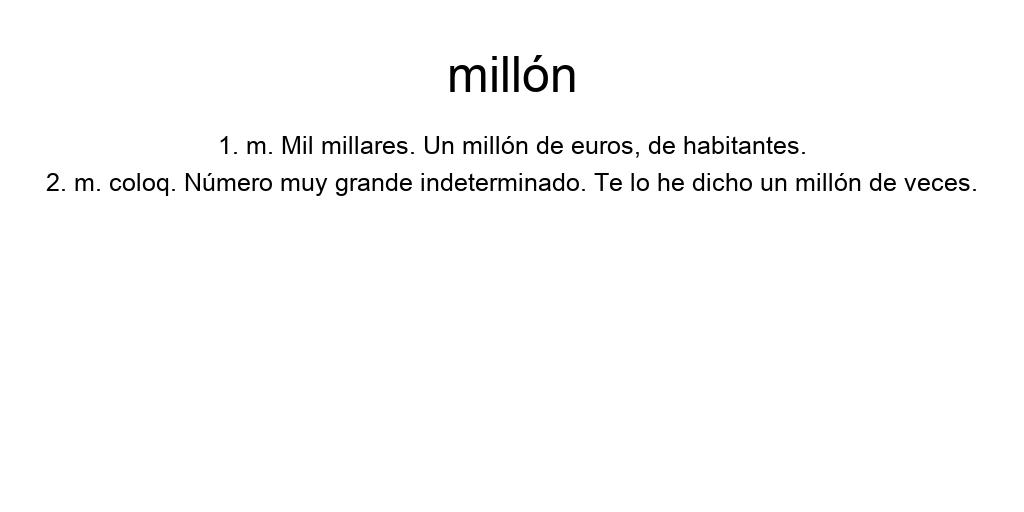 millón
1. m. Mil millares. Un millón de euros, de habitantes.
2. m. coloq. Número muy grande indeterminado. Te lo he dicho un millón de veces.